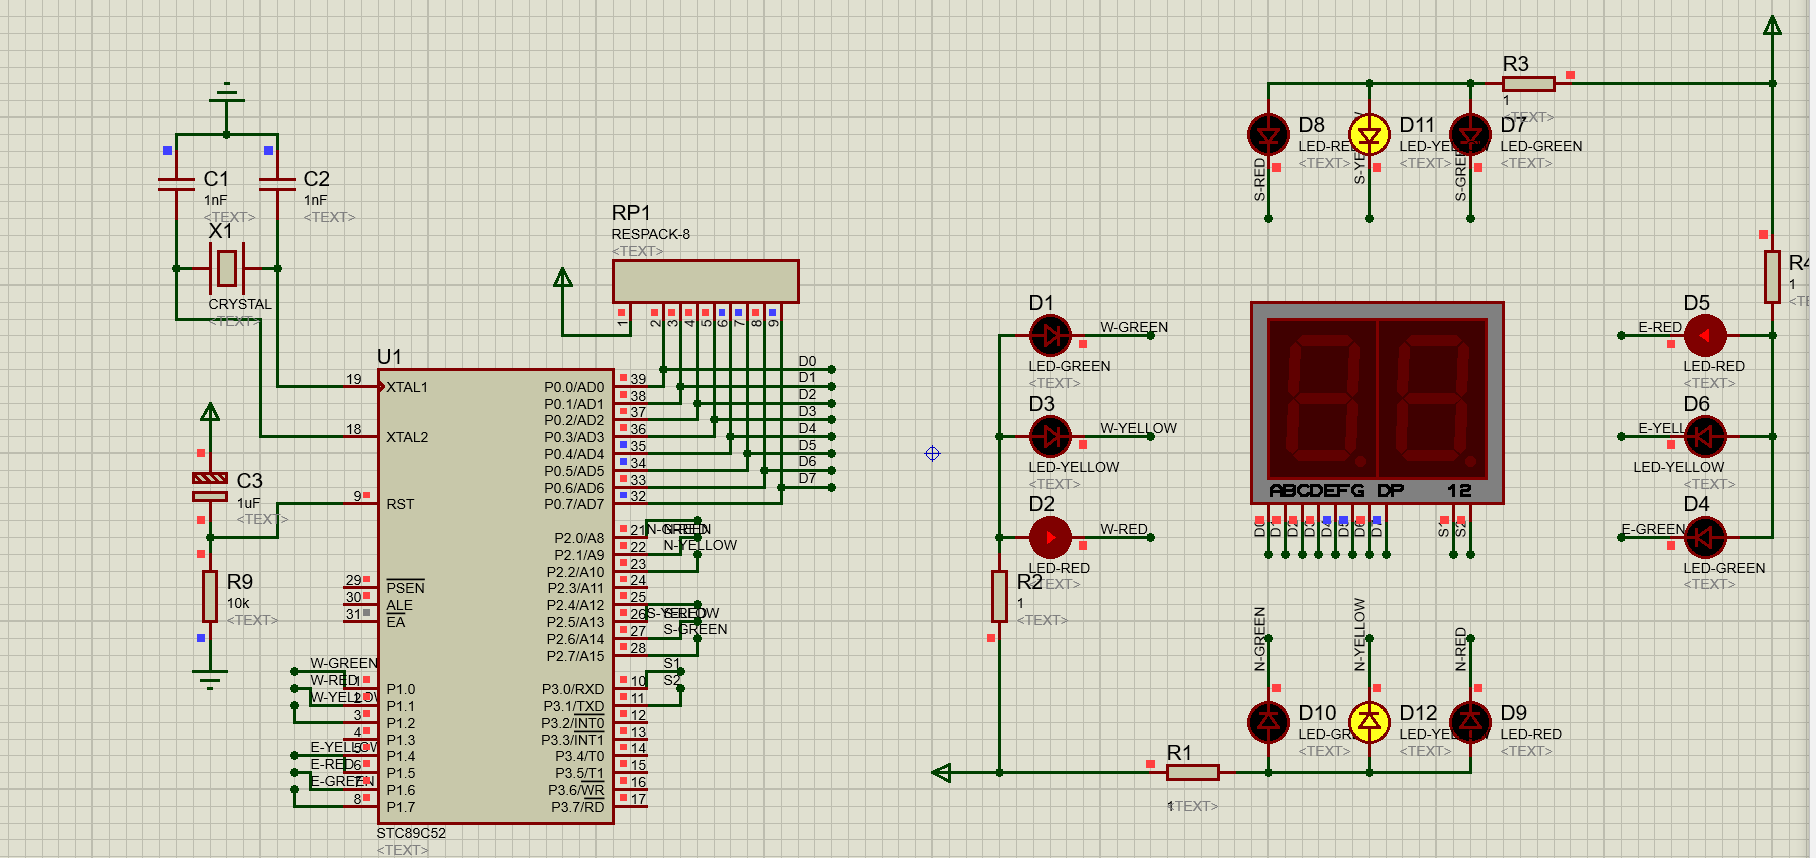 R3
1
<TEXT>
D8
LED-RED
<TEXT>
S-RED
D11
<TEXT>
D7
LED-GREEN
<TEXT>
C1
1nF
<TEXT>
C2
1nF
<TEXT>
X1
CRYSTAL
<TEXT>
RP1
RESPACK-8
<TEXT>
1 2 3 4 5 6 7 8 9
R4
1
D1
W-GREEN
LED-GREEN
<TEXT>
D3
W-YELLOW
LED-YELLOW
<TEXT>
D2
W-RED
LED-RED
<TEXT>
R2
1
<TEXT>
ABCDEFG DP 12
D0 D1 D2 D3 D4 D5 D6 D7 S1 S2
D5
E-RED
LED-RED
<TEXT>
D6
E-YELL
LED-YELLOW
<TEXT>
D4
E-GREEN
LED-GREEN
<TEXT>
U1
19 XTAL1
18 XTAL2
9 RST
29 PSEN
30 ALE
31 EA
P0.0/AD0 39
P0.1/AD1 38
P0.2/AD2 37
P0.3/AD3 36
P0.4/AD4 35
P0.5/AD5 34
P0.6/AD6 33
P0.7/AD7 32
D0
D1
D2
D3
D4
D5
D6
D7
P2.0/A8 21
P2.1/A9 22
P2.2/A10 23
P2.3/A11 24
P2.4/A12 25
P2.5/A13 26
P2.6/A14 27
P2.7/A15 28
N-GREEN
N-YELLOW
S-YELLOW
S-GREEN
P3.0/RXD 10
P3.1/TXD 11
P3.2/INT0 12
P3.3/INT1 13
P3.4/T0 14
P3.5/T1 15
P3.6/WR 16
P3.7/RD 17
S1
S2
W-GREEN
W-RED
W-YELLOW
E-YELLOW
E-RED
E-GREEN
1 P1.0
2 P1.1
3 P1.2
4 P1.3
5 P1.4
6 P1.5
7 P1.6
8 P1.7
STC89C52
<TEXT>
C3
1uF
<TEXT>
R9
10k
<TEXT>
N-GREEN
N-YELLOW
N-RED
D10
<TEXT>
D12
<TEXT>
D9
LED-RED
<TEXT>
R1
1
<TEXT>